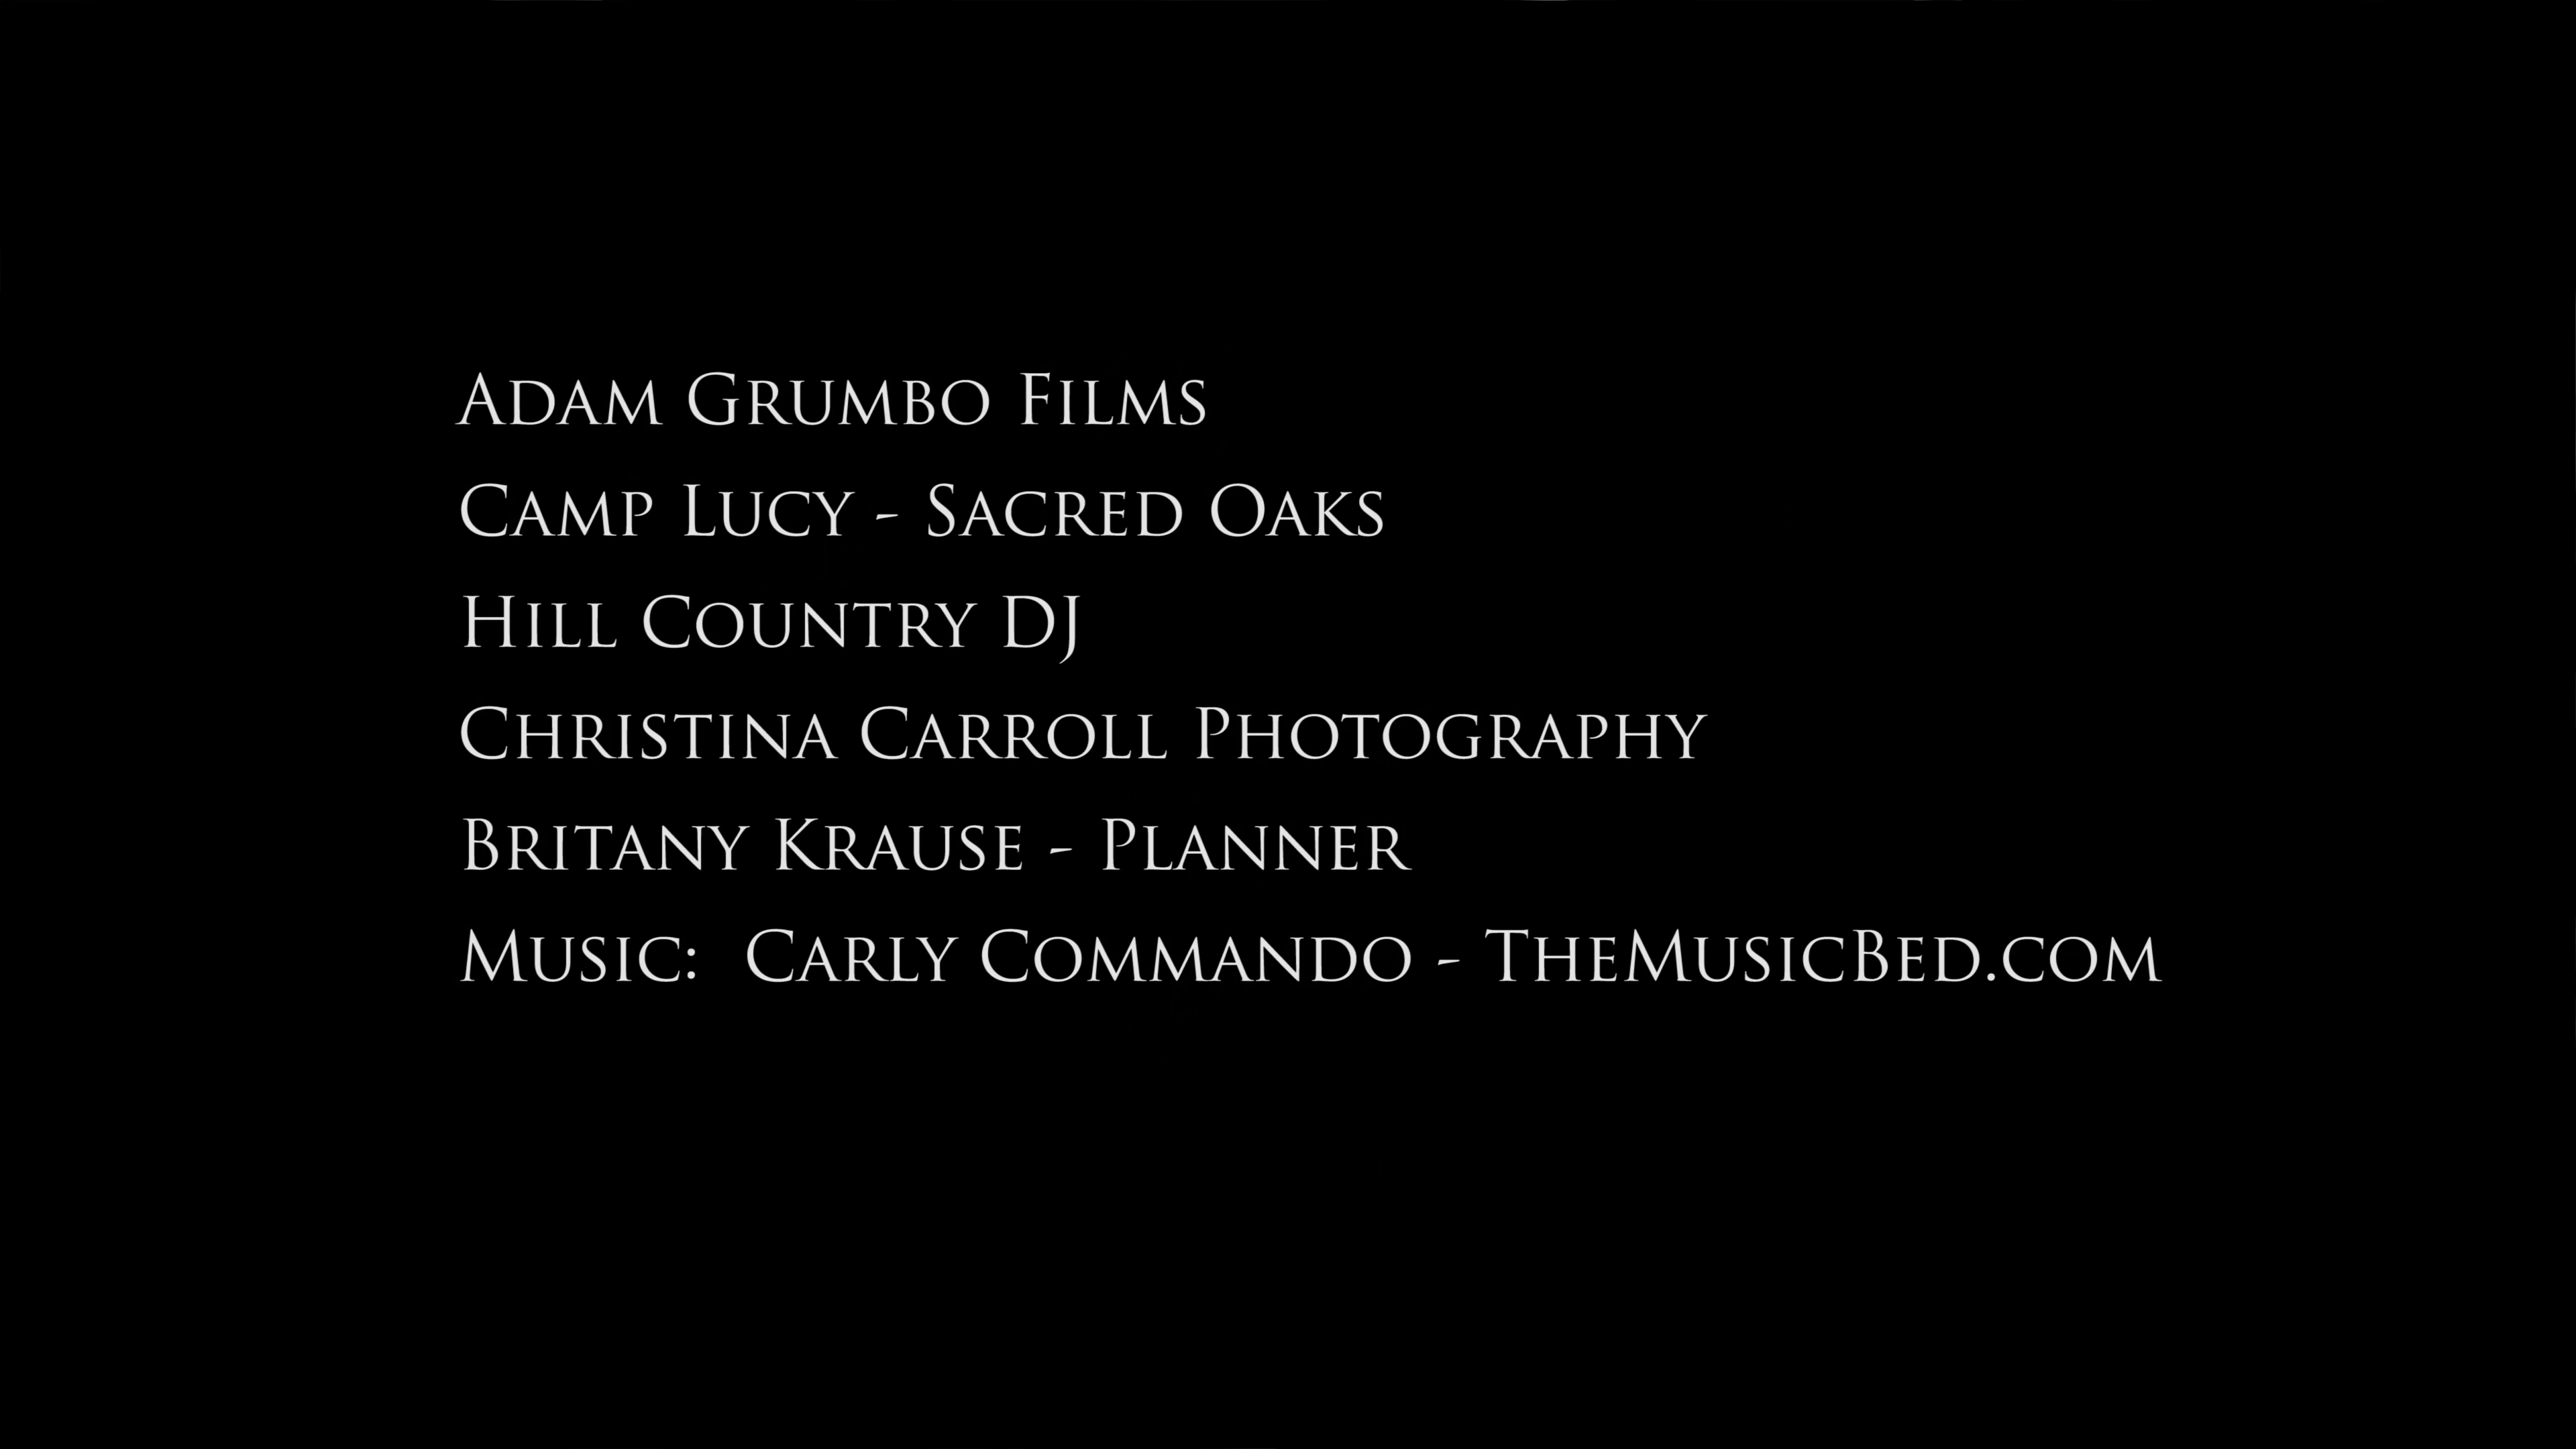 Adam Grumbo Films
Camp Lucy - Sacred Oaks
Hill Country DJ
Christina Carroll Photography
Britany Krause - Planner
Music:  Carly Commando - TheMusicBed.com